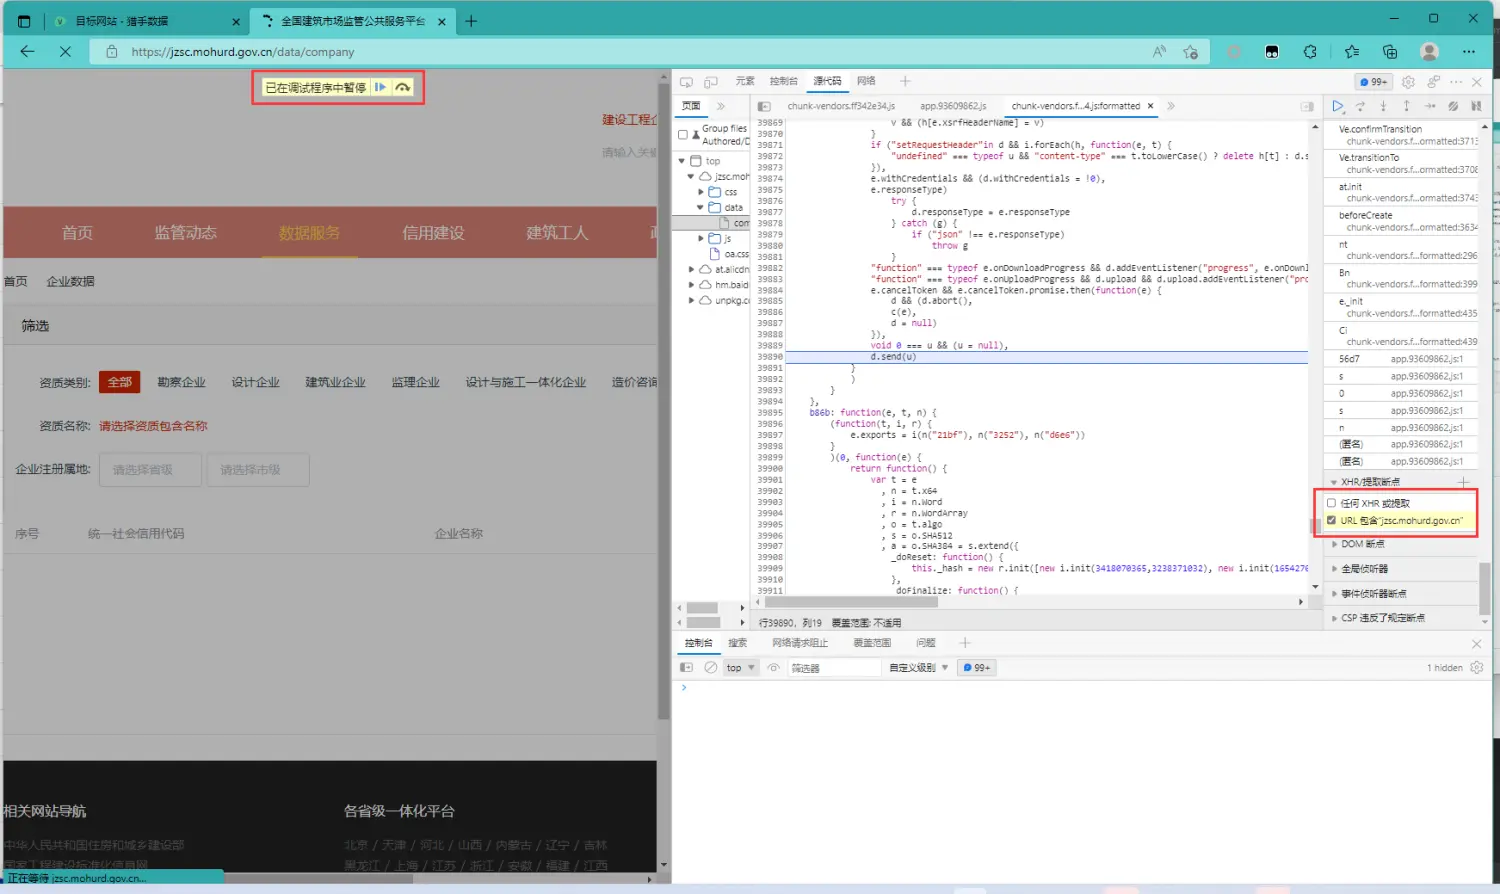 目标网站 - 猎手数据
全国建筑市场监管公共服务平台
https://jzsc.mohurd.gov.cn/data/company
已在调试程序中暂停
建设工程企
请输入关键
首页 监管动态 数据服务 信用建设 建筑工人
首页 企业数据
筛选
资质类别: 全部 勘察企业 设计企业 建筑业企业 监理企业 设计与施工一体化企业 造价咨询
资质名称: 请选择资质包含名称
企业注册属地: 请选择省级 请选择市级
序号 统一社会信用代码 企业名称
相关网站导航
各省级一体化平台
中华人民共和国住房和城乡建设部
北京 / 天津 / 河北 / 山西 / 内蒙古 / 辽宁 / 吉林
国家工程建设标准化信息网
黑龙江 / 上海 / 江苏 / 浙江 / 安徽 / 福建 / 江西
正在等待 jzsc.mohurd.gov.cn...
元素 控制台 源代码 网络
99+
页面
chunk-vendors.ff342e34.js app.93609862.js chunk-vendors.f...4.js:formatted
Group files
Authored/D
top
jzsc.moh
css
data
com
js
oa.css
at.alicdn
hm.baid
unpkg.c
39869 v && (h[e.xsrfHeaderName] = v)
39870 }
39871 if ("setRequestHeader"in d && i.forEach(h, function(e, t) {
39872 "undefined" === typeof u && "content-type" === t.toLowerCase() ? delete h[t] : d.s
39873 }),
39874 e.withCredentials && (d.withCredentials = !0),
39875 e.responseType)
39876 try {
39877 d.responseType = e.responseType
39878 } catch (g) {
39879 if ("json" !== e.responseType)
39880 throw g
39881 }
39882 "function" === typeof e.onDownloadProgress && d.addEventListener("progress", e.onDownl
39883 "function" === typeof e.onUploadProgress && d.upload && d.upload.addEventListener("pro
39884 e.cancelToken && e.cancelToken.promise.then(function(e) {
39885 d && (d.abort(),
39886 c(e),
39887 d = null)
39888 }),
39889 void 0 === u && (u = null),
39890 d.send(u)
39891 }
39892 )
39893 }
39894 },
39895 b86b: function(e, t, n) {
39896 (function(t, i, r) {
39897 e.exports = i(n("21bf"), n("3252"), n("d6e6"))
39898 }
39899 )(0, function(e) {
39900 return function() {
39901 var t = e
39902 , n = t.x64
39903 , i = n.Word
39904 , r = n.WordArray
39905 , o = t.algo
39906 , s = o.SHA512
39907 , a = o.SHA384 = s.extend({
39908 _doReset: function() {
39909 this._hash = new r.init([new i.init(3418070365,3238371032), new i.init(1654270
39910 },
39911 _doFinalize: function() {
行39890，列19 覆盖范围: 不适用
Ve.confirmTransition
chunk-vendors.f...ormatted:3713
Ve.transitionTo
chunk-vendors.f...ormatted:3708
at.init
chunk-vendors.f...ormatted:3743
beforeCreate
chunk-vendors.f...ormatted:3634
nt
chunk-vendors.f...formatted:296
Bn
chunk-vendors.f...formatted:399
e._init
chunk-vendors.f...formatted:435
Ci
chunk-vendors.f...formatted:439
56d7 app.93609862.js:1
s app.93609862.js:1
0 app.93609862.js:1
s app.93609862.js:1
n app.93609862.js:1
(匿名) app.93609862.js:1
(匿名) app.93609862.js:1
XHR/提取断点
任何 XHR 或提取
URL 包含"jzsc.mohurd.gov.cn"
DOM 断点
全局侦听器
事件侦听器断点
CSP 违反了规定断点
控制台 搜索 网络请求阻止 覆盖范围 问题
top 筛选器 自定义级别 99+ 1 hidden